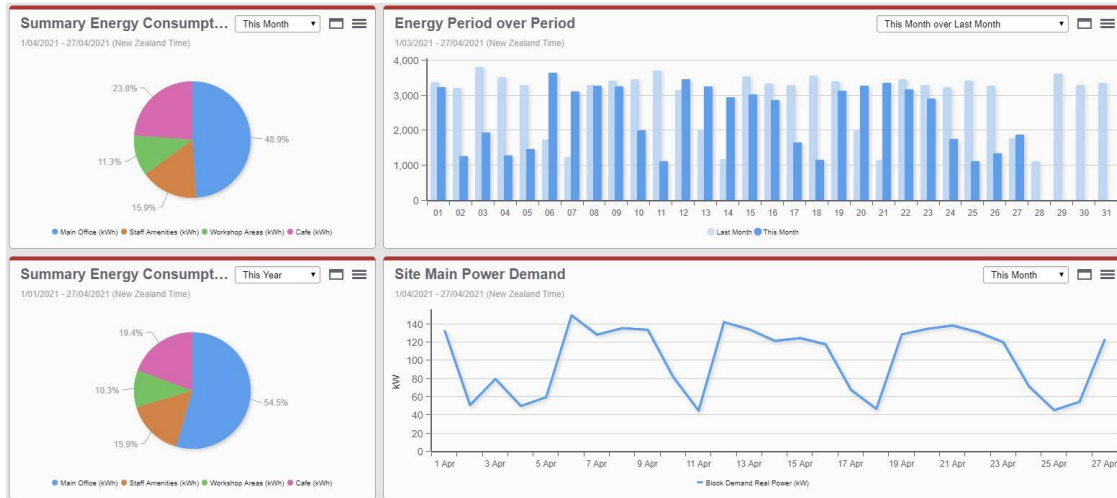 Summary Energy Consumpt...
This Month
1/04/2021 - 27/04/2021 (New Zealand Time)
23.8%
48.9%
11.3%
15.9%
Main Office (kWh) Staff Amenities (kWh) Workshop Areas (kWh) Cafe (kWh)
Energy Period over Period
This Month over Last Month
1/03/2021 - 27/04/2021 (New Zealand Time)
4,000
3,000
2,000
1,000
0
01 02 03 04 05 06 07 08 09 10 11 12 13 14 15 16 17 18 19 20 21 22 23 24 25 26 27 28 29 30 31
Last Month This Month
Summary Energy Consumpt...
This Year
1/01/2021 - 27/04/2021 (New Zealand Time)
19.4%
10.3%
54.5%
15.9%
Main Office (kWh) Staff Amenities (kWh) Workshop Areas (kWh) Cafe (kWh)
Site Main Power Demand
This Month
1/04/2021 - 27/04/2021 (New Zealand Time)
kW
140
120
100
80
60
40
20
0
1 Apr 3 Apr 5 Apr 7 Apr 9 Apr 11 Apr 13 Apr 15 Apr 17 Apr 19 Apr 21 Apr 23 Apr 25 Apr 27 Apr
Block Demand Real Power (kW)